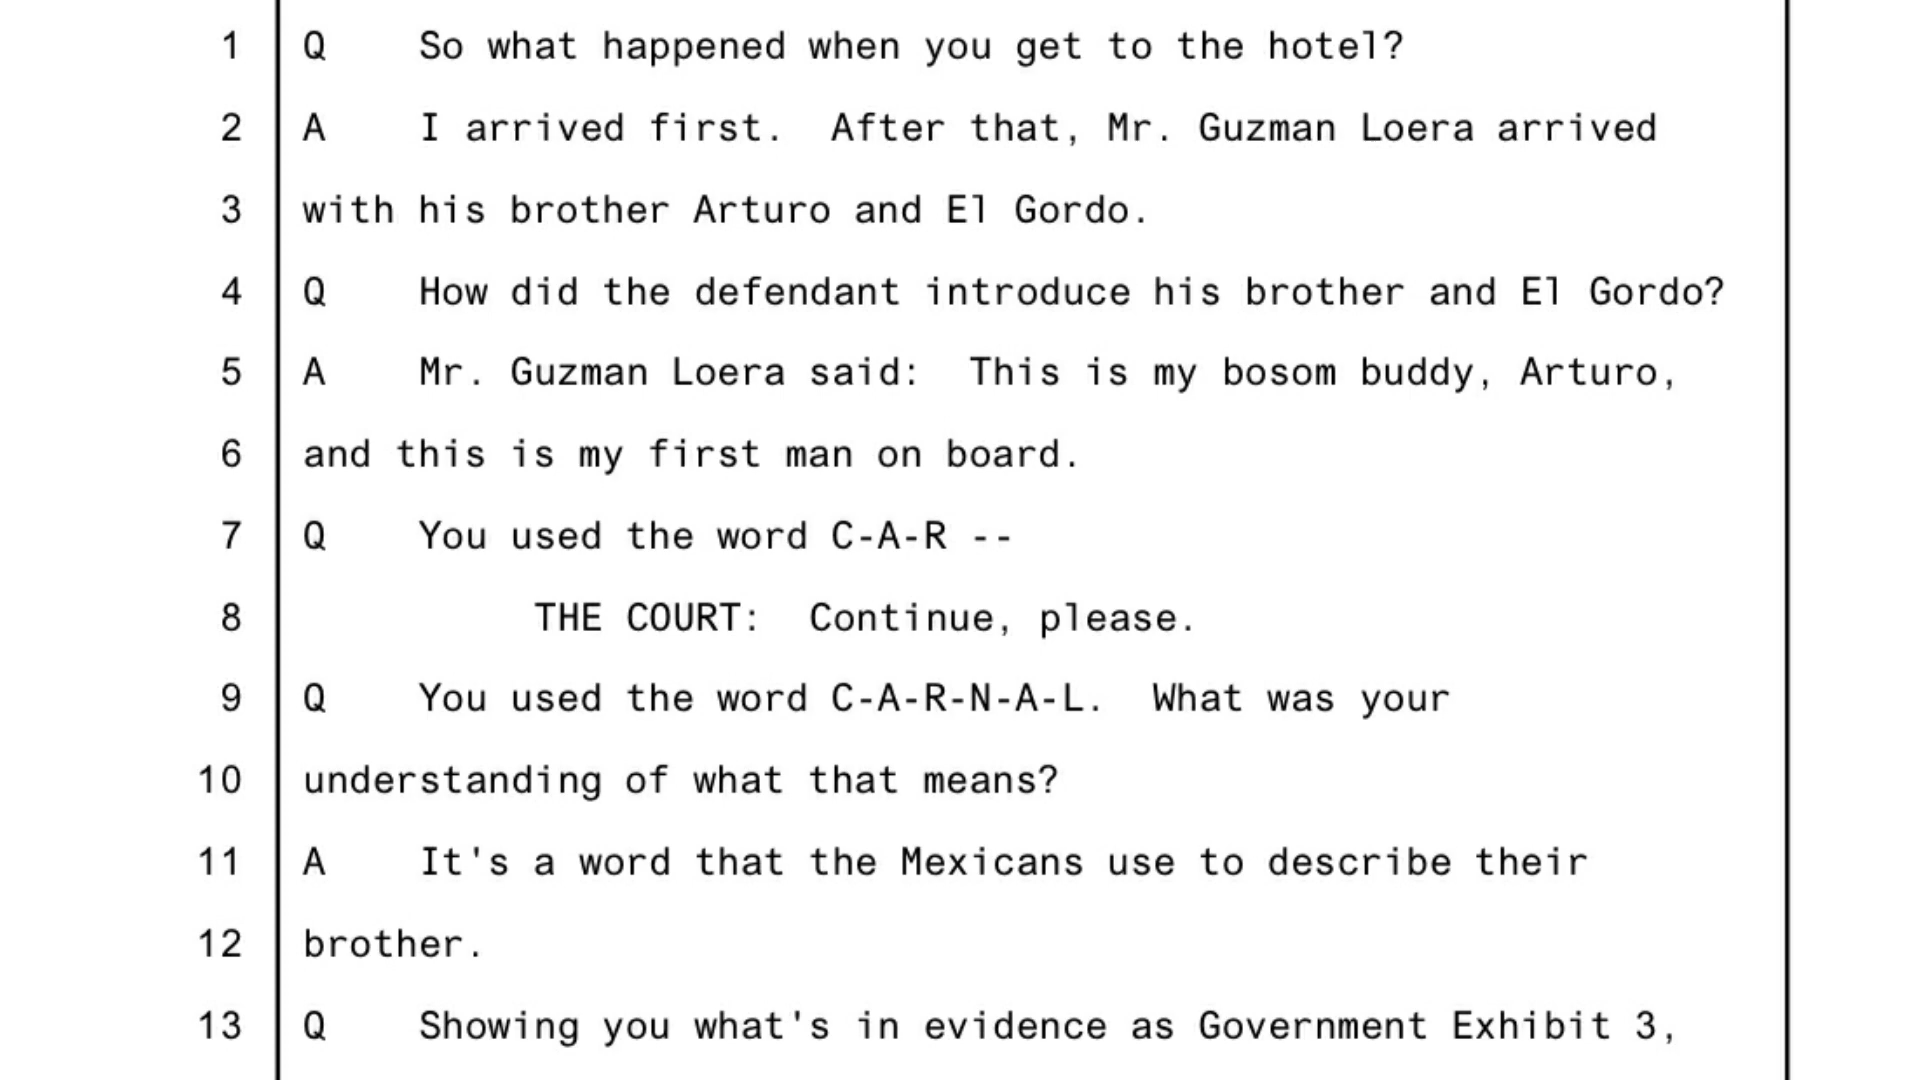 1 Q So what happened when you get to the hotel?
2 A I arrived first. After that, Mr. Guzman Loera arrived
3 with his brother Arturo and El Gordo.
4 Q How did the defendant introduce his brother and El Gordo?
5 A Mr. Guzman Loera said: This is my bosom buddy, Arturo,
6 and this is my first man on board.
7 Q You used the word C-A-R --
8 THE COURT: Continue, please.
9 Q You used the word C-A-R-N-A-L. What was your
10 understanding of what that means?
11 A It's a word that the Mexicans use to describe their
12 brother.
13 Q Showing you what's in evidence as Government Exhibit 3,